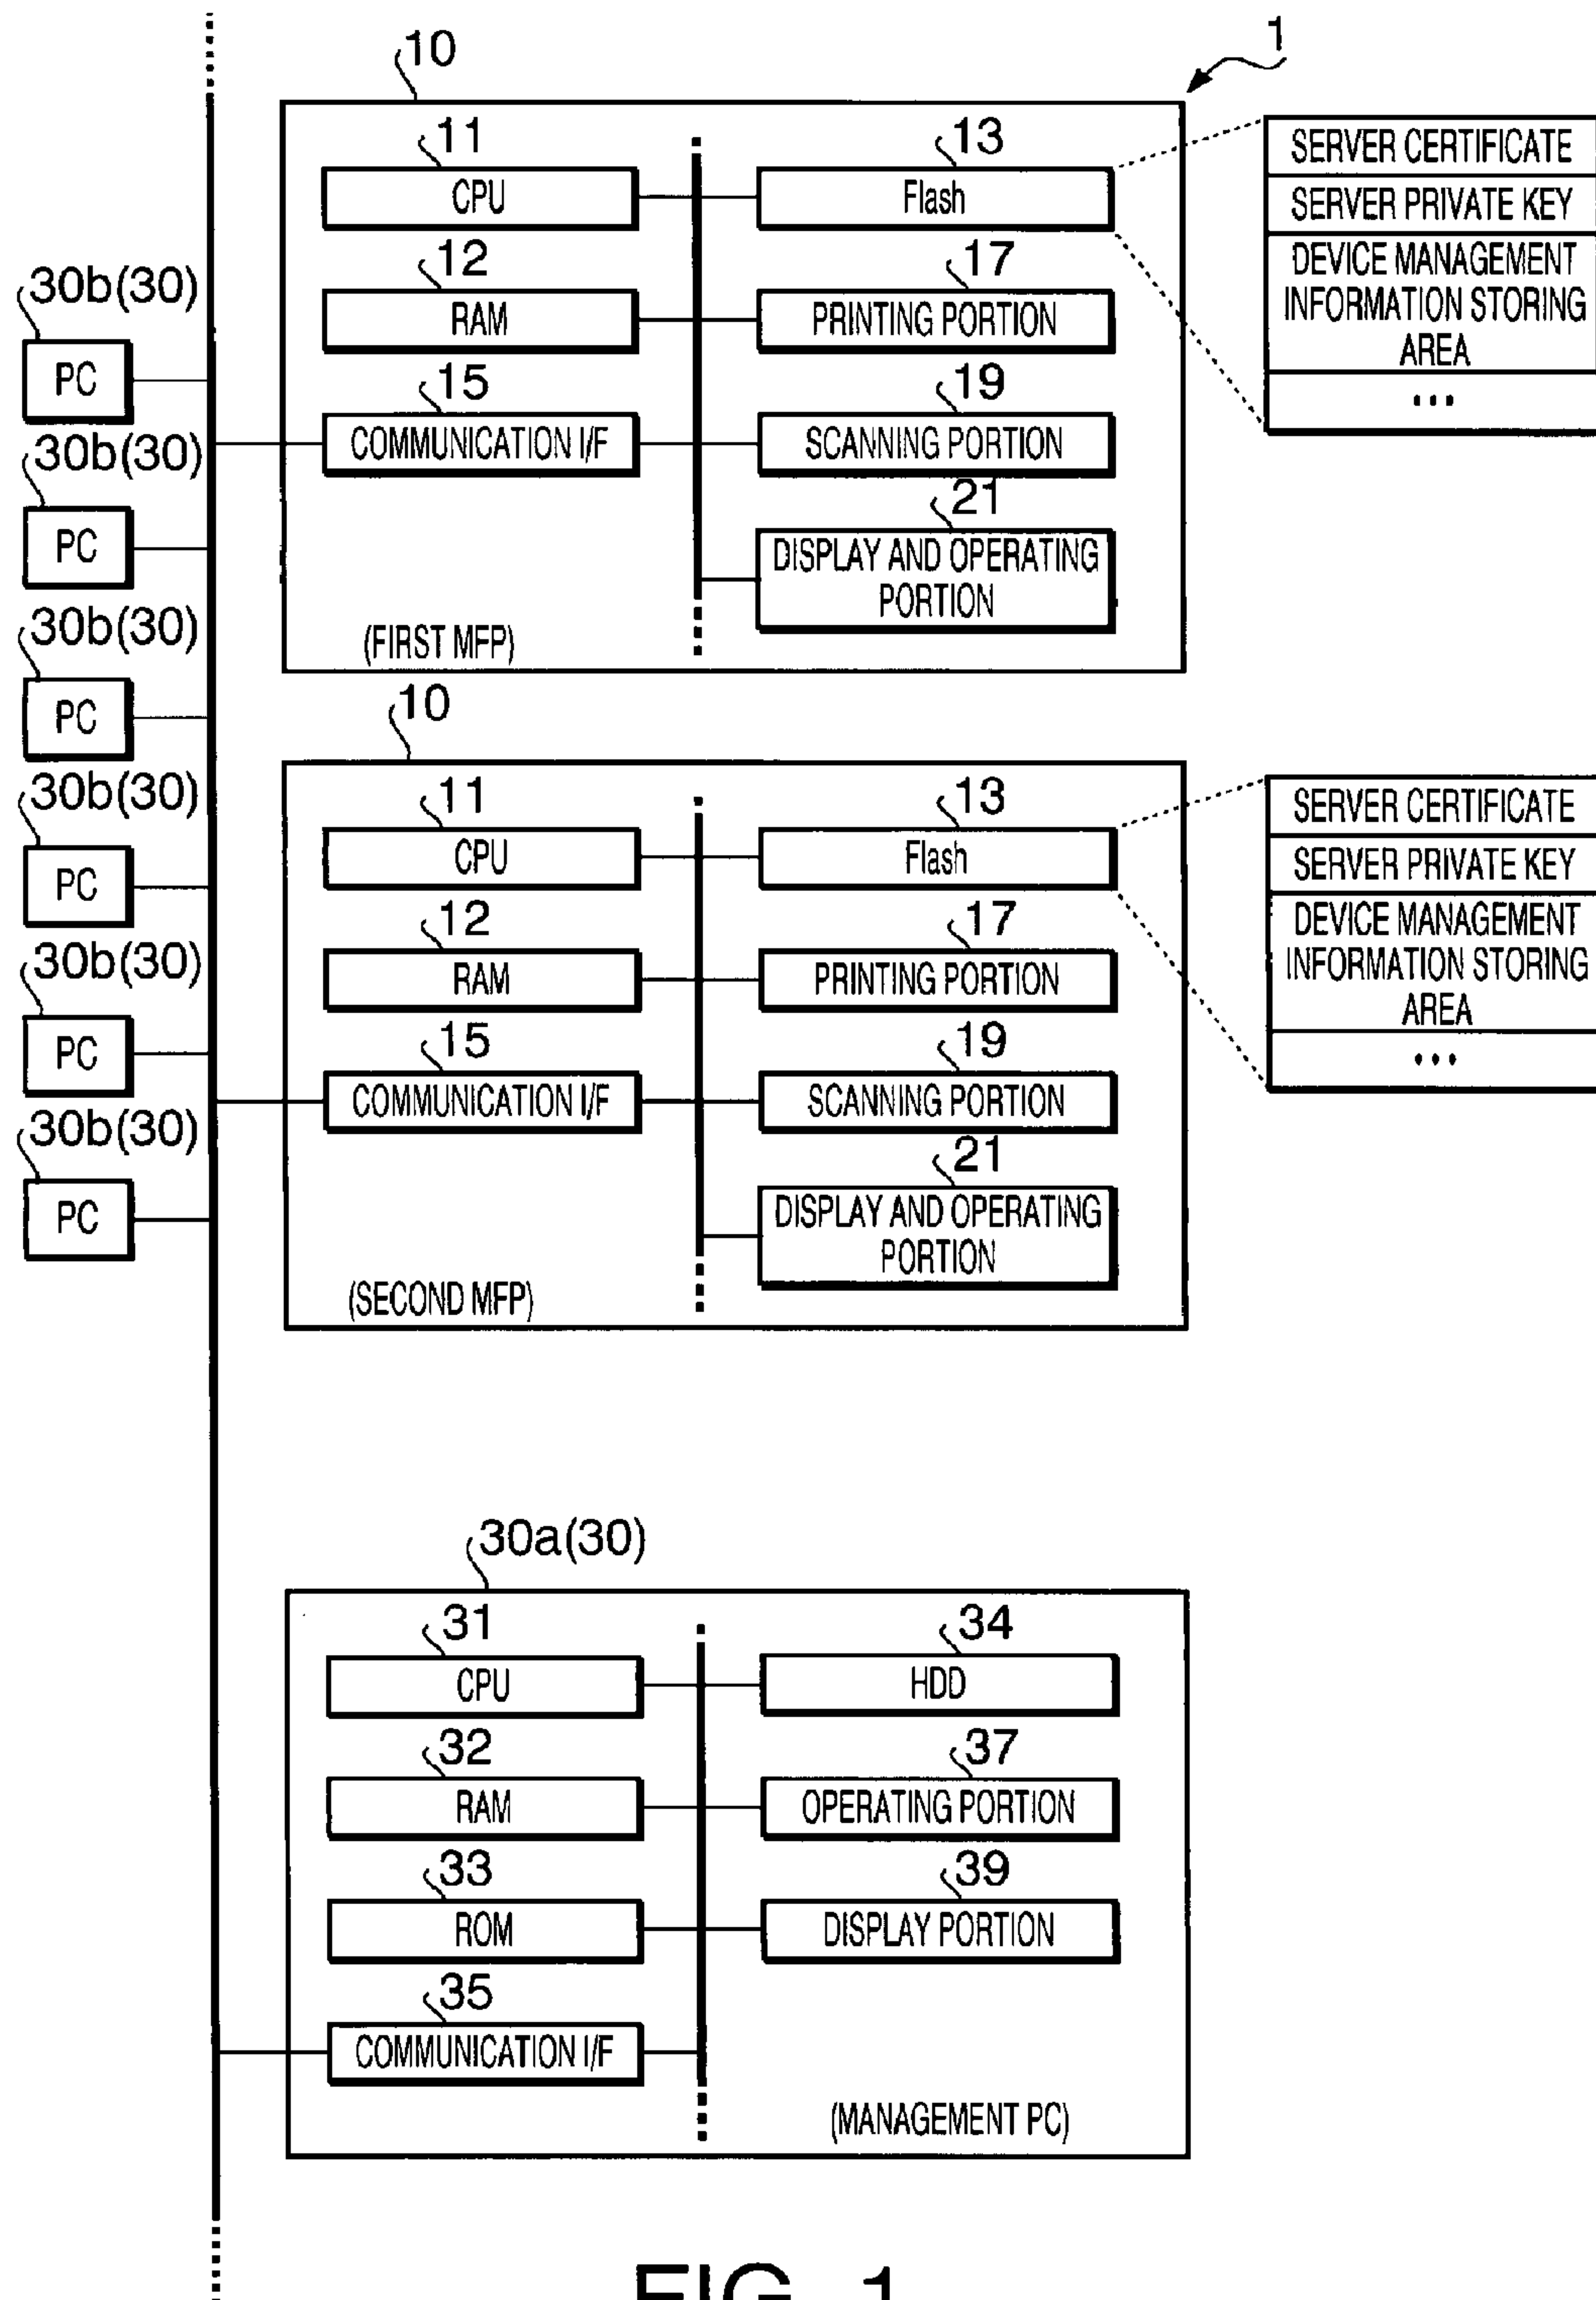 1
10
11
13
CPU
Flash
12
17
RAM
PRINTING PORTION
15
19
COMMUNICATION I/F
SCANNING PORTION
21
DISPLAY AND OPERATING
PORTION
(FIRST MFP)
SERVER CERTIFICATE
SERVER PRIVATE KEY
DEVICE MANAGEMENT
INFORMATION STORING
AREA
...
30b(30)
PC
30b(30)
PC
30b(30)
PC
30b(30)
PC
30b(30)
PC
30b(30)
PC
10
11
13
CPU
Flash
12
17
RAM
PRINTING PORTION
15
19
COMMUNICATION I/F
SCANNING PORTION
21
DISPLAY AND OPERATING
PORTION
(SECOND MFP)
SERVER CERTIFICATE
SERVER PRIVATE KEY
DEVICE MANAGEMENT
INFORMATION STORING
AREA
...
30a(30)
31
34
CPU
HDD
32
37
RAM
OPERATING PORTION
33
39
ROM
DISPLAY PORTION
35
COMMUNICATION I/F
(MANAGEMENT PC)
FIG. 1